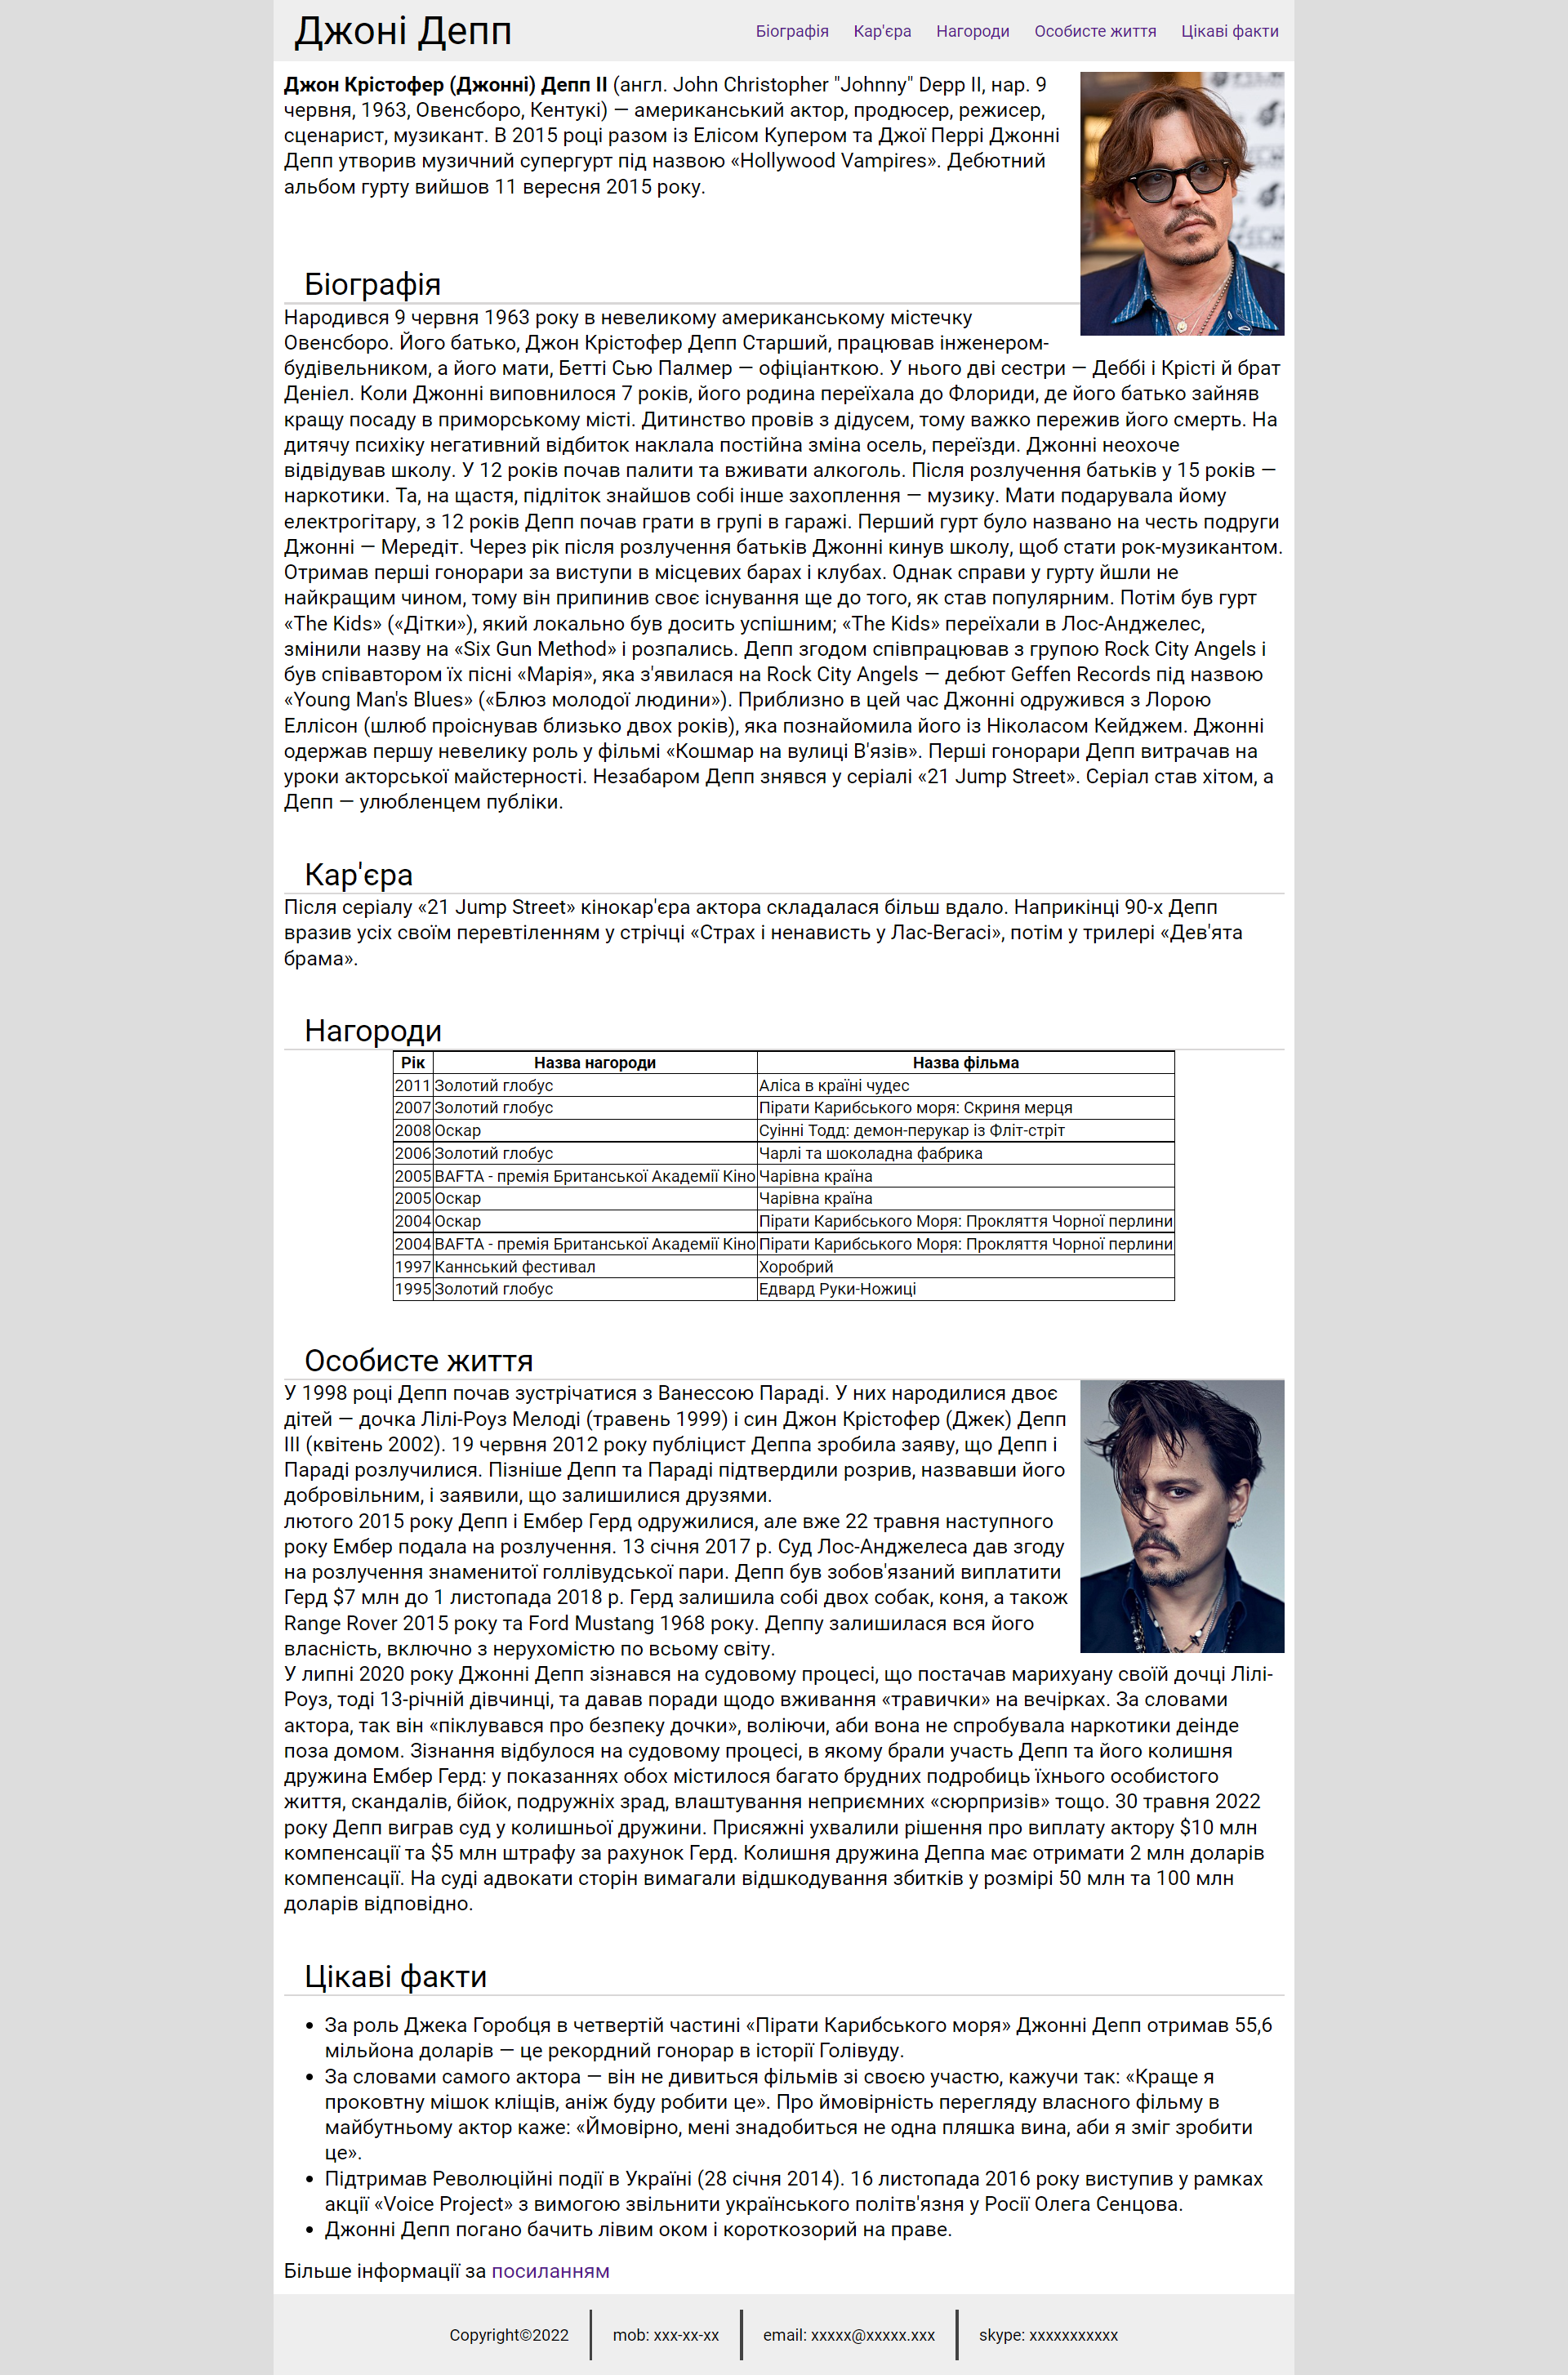 Джоні Депп
Біографія Кар'єра Нагороди Особисте життя Цікаві факти
Джон Крістофер (Джонні) Депп II (англ. John Christopher "Johnny" Depp II, нар. 9
червня, 1963, Овенсборо, Кентукі) — американський актор, продюсер, режисер,
сценарист, музикант. В 2015 році разом із Елісом Купером та Джої Перрі Джонні
Депп утворив музичний супергурт під назвою «Hollywood Vampires». Дебютний
альбом гурту вийшов 11 вересня 2015 року.
Біографія
Народився 9 червня 1963 року в невеликому американському містечку
Овенсборо. Його батько, Джон Крістофер Депп Старший, працював інженером-
будівельником, а його мати, Бетті Сью Палмер — офіціанткою. У нього дві сестри — Деббі і Крісті й брат
Деніел. Коли Джонні виповнилося 7 років, його родина переїхала до Флориди, де його батько зайняв
кращу посаду в приморському місті. Дитинство провів з дідусем, тому важко пережив його смерть. На
дитячу психіку негативний відбиток наклала постійна зміна осель, переїзди. Джонні неохоче
відвідував школу. У 12 років почав палити та вживати алкоголь. Після розлучення батьків у 15 років —
наркотики. Та, на щастя, підліток знайшов собі інше захоплення — музику. Мати подарувала йому
електрогітару, з 12 років Депп почав грати в групі в гаражі. Перший гурт було названо на честь подруги
Джонні — Мередіт. Через рік після розлучення батьків Джонні кинув школу, щоб стати рок-музикантом.
Отримав перші гонорари за виступи в місцевих барах і клубах. Однак справи у гурту йшли не
найкращим чином, тому він припинив своє існування ще до того, як став популярним. Потім був гурт
«The Kids» («Дітки»), який локально був досить успішним; «The Kids» переїхали в Лос-Анджелес,
змінили назву на «Six Gun Method» і розпались. Депп згодом співпрацював з групою Rock City Angels і
був співавтором їх пісні «Марія», яка з'явилася на Rock City Angels — дебют Geffen Records під назвою
«Young Man's Blues» («Блюз молодої людини»). Приблизно в цей час Джонні одружився з Лорою
Еллісон (шлюб проіснував близько двох років), яка познайомила його із Ніколасом Кейджем. Джонні
одержав першу невелику роль у фільмі «Кошмар на вулиці В'язів». Перші гонорари Депп витрачав на
уроки акторської майстерності. Незабаром Депп знявся у серіалі «21 Jump Street». Серіал став хітом, а
Депп — улюбленцем публіки.
Кар'єра
Після серіалу «21 Jump Street» кінокар'єра актора складалася більш вдало. Наприкінці 90-х Депп
вразив усіх своїм перевтіленням у стрічці «Страх і ненависть у Лас-Вегасі», потім у трилері «Дев'ята
брама».
Нагороди
Рік Назва нагороди Назва фільма
2011 Золотий глобус Аліса в країні чудес
2007 Золотий глобус Пірати Карибського моря: Скриня мерця
2008 Оскар Суінні Тодд: демон-перукар із Фліт-стріт
2006 Золотий глобус Чарлі та шоколадна фабрика
2005 BAFTA - премія Британської Академії Кіно Чарівна країна
2005 Оскар Чарівна країна
2004 Оскар Пірати Карибського Моря: Прокляття Чорної перлини
2004 BAFTA - премія Британської Академії Кіно Пірати Карибського Моря: Прокляття Чорної перлини
1997 Каннський фестивал Хоробрий
1995 Золотий глобус Едвард Руки-Ножиці
Особисте життя
У 1998 році Депп почав зустрічатися з Ванессою Параді. У них народилися двоє
дітей — дочка Лілі-Роуз Мелоді (травень 1999) і син Джон Крістофер (Джек) Депп
III (квітень 2002). 19 червня 2012 року публіцист Деппа зробила заяву, що Депп і
Параді розлучилися. Пізніше Депп та Параді підтвердили розрив, назвавши його
добровільним, і заявили, що залишилися друзями.
лютого 2015 року Депп і Ембер Герд одружилися, але вже 22 травня наступного
року Ембер подала на розлучення. 13 січня 2017 р. Суд Лос-Анджелеса дав згоду
на розлучення знаменитої голлівудської пари. Депп був зобов'язаний виплатити
Герд $7 млн до 1 листопада 2018 р. Герд залишила собі двох собак, коня, а також
Range Rover 2015 року та Ford Mustang 1968 року. Деппу залишилася вся його
власність, включно з нерухомістю по всьому світу.
У липні 2020 року Джонні Депп зізнався на судовому процесі, що постачав марихуану своїй дочці Лілі-
Роуз, тоді 13-річній дівчинці, та давав поради щодо вживання «травички» на вечірках. За словами
актора, так він «піклувався про безпеку дочки», воліючи, аби вона не спробувала наркотики деінде
поза домом. Зізнання відбулося на судовому процесі, в якому брали участь Депп та його колишня
дружина Ембер Герд: у показаннях обох містилося багато брудних подробиць їхнього особистого
життя, скандалів, бійок, подружніх зрад, влаштування неприємних «сюрпризів» тощо. 30 травня 2022
року Депп виграв суд у колишньої дружини. Присяжні ухвалили рішення про виплату актору $10 млн
компенсації та $5 млн штрафу за рахунок Герд. Колишня дружина Деппа має отримати 2 млн доларів
компенсації. На суді адвокати сторін вимагали відшкодування збитків у розмірі 50 млн та 100 млн
доларів відповідно.
Цікаві факти
• За роль Джека Горобця в четвертій частині «Пірати Карибського моря» Джонні Депп отримав 55,6
мільйона доларів — це рекордний гонорар в історії Голівуду.
• За словами самого актора — він не дивиться фільмів зі своєю участю, кажучи так: «Краще я
проковтну мішок кліщів, аніж буду робити це». Про ймовірність перегляду власного фільму в
майбутньому актор каже: «Ймовірно, мені знадобиться не одна пляшка вина, аби я зміг зробити
це».
• Підтримав Революційні події в Україні (28 січня 2014). 16 листопада 2016 року виступив у рамках
акції «Voice Project» з вимогою звільнити українського політв'язня у Росії Олега Сенцова.
• Джонні Депп погано бачить лівим оком і короткозорий на праве.
Більше інформації за посиланням
Copyright©2022 mob: xxx-xx-xx email: xxxxx@xxxxx.xxx skype: xxxxxxxxxxx